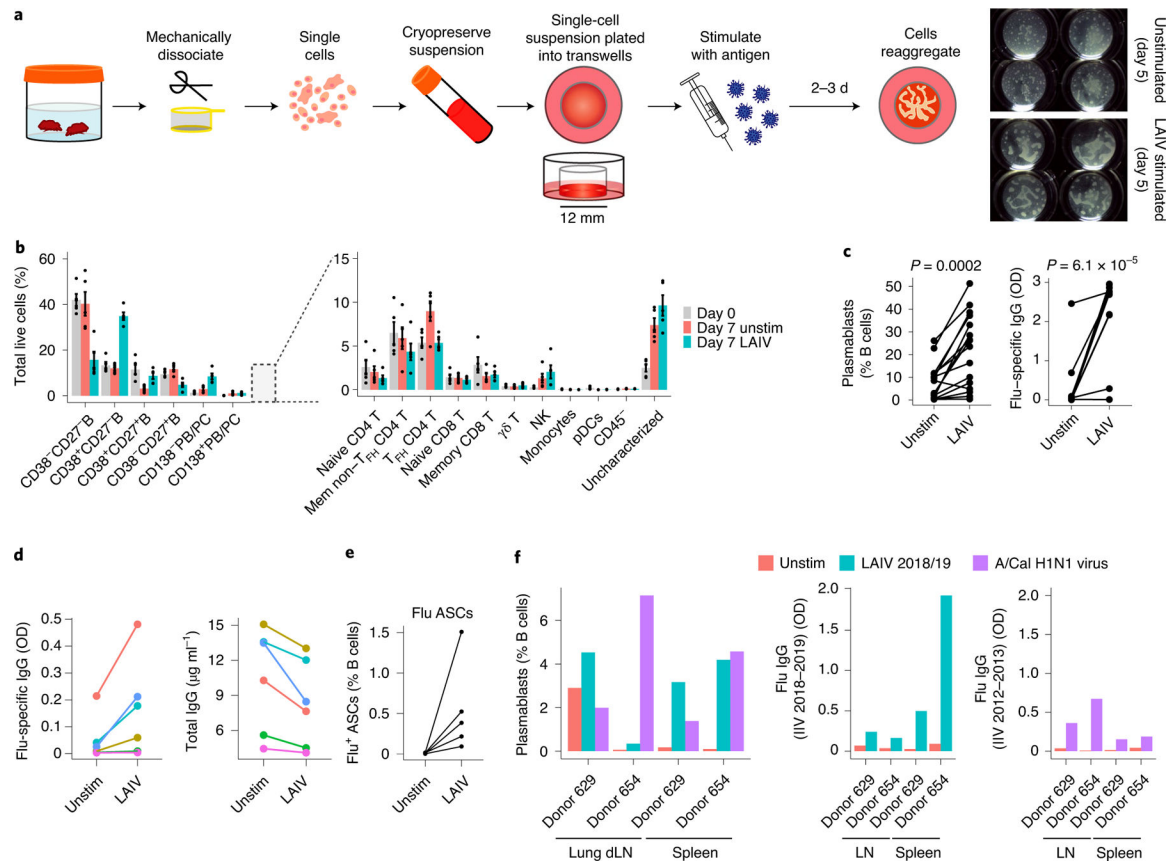 a
Mechanically
dissociate
Single
cells
Cryopreserve
suspension
Single-cell
suspension plated
into transwells
Stimulate
with antigen
Cells
reaggregate
2–3 d
12 mm
Unstimulated
(day 5)
LAIV stimulated
(day 5)
b
Total live cells (%)
60
40
20
0
CD38⁻CD27⁻B
CD38⁺CD27⁻B
CD38⁺CD27⁺B
CD38⁻CD27⁺B
CD138⁻PB/PC
CD138⁺PB/PC
15
10
5
0
Naive CD4 T
Mem non–T_FH CD4 T
T_FH CD4 T
Naive CD8 T
Memory CD8 T
γδ T
NK
Monocytes
pDCs
CD45⁻
Uncharacterized
Day 0
Day 7 unstim
Day 7 LAIV
c
P = 0.0002
Plasmablasts
(% B cells)
50
40
30
20
10
0
Unstim
LAIV
P = 6.1 × 10⁻⁵
Flu–specific IgG (OD)
3.0
2.0
1.0
0
Unstim
LAIV
d
Flu-specific IgG (OD)
0.5
0.4
0.3
0.2
0.1
0
Unstim
LAIV
Total IgG (μg ml⁻¹)
15
12
9
6
Unstim
LAIV
e
Flu ASCs
Flu⁺ ASCs (% B cells)
1.5
1.0
0.5
0
Unstim
LAIV
f
Unstim
LAIV 2018/19
A/Cal H1N1 virus
Plasmablasts (% B cells)
6
4
2
0
Donor 629
Donor 654
Donor 629
Donor 654
Lung dLN
Spleen
Flu IgG
(IIV 2018–2019) (OD)
2.0
1.5
1.0
0.5
0
Donor 629
Donor 654
Donor 629
Donor 654
LN
Spleen
Flu IgG
(IIV 2012–2013) (OD)
2.0
1.5
1.0
0.5
0
Donor 629
Donor 654
Donor 629
Donor 654
LN
Spleen